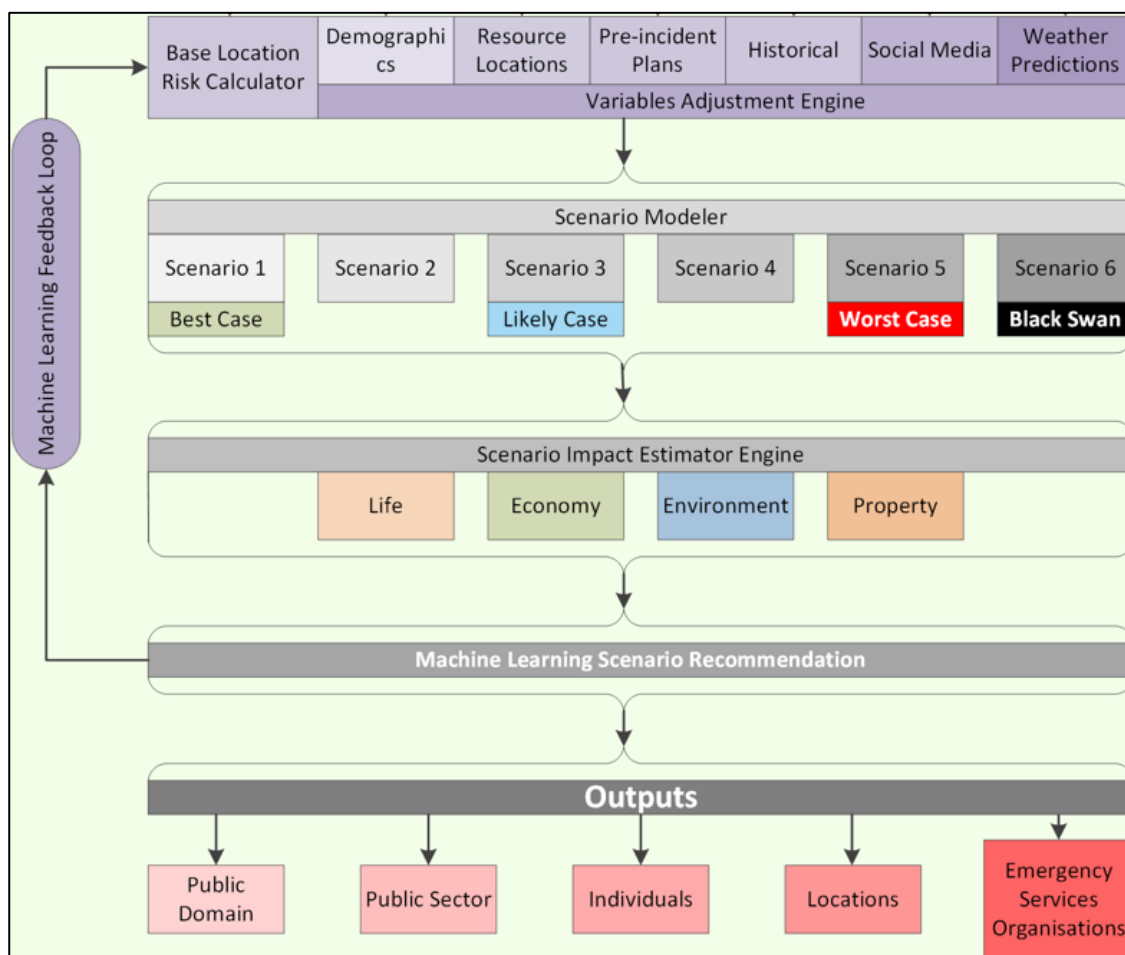 Base Location
Risk Calculator
Demographi
cs
Resource
Locations
Pre-incident
Plans
Historical
Social Media
Weather
Predictions
Variables Adjustment Engine
Machine Learning Feedback Loop
Scenario Modeler
Scenario 1
Scenario 2
Scenario 3
Scenario 4
Scenario 5
Scenario 6
Best Case
Likely Case
Worst Case
Black Swan
Scenario Impact Estimator Engine
Life
Economy
Environment
Property
Machine Learning Scenario Recommendation
Outputs
Public
Domain
Public Sector
Individuals
Locations
Emergency
Services
Organisations